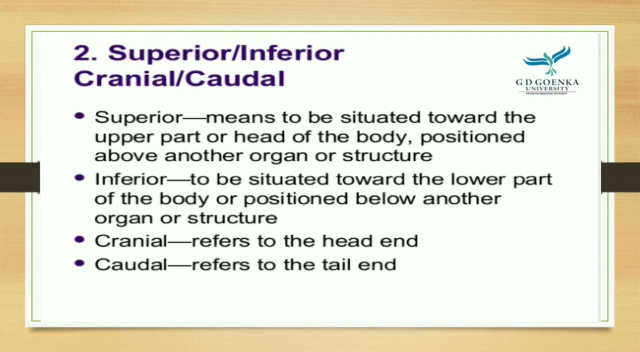 2. Superior/Inferior
Cranial/Caudal
G D GOENKA
UNIVERSITY
• Superior—means to be situated toward the
upper part or head of the body, positioned
above another organ or structure
• Inferior—to be situated toward the lower part
of the body or positioned below another
organ or structure
• Cranial—refers to the head end
• Caudal—refers to the tail end